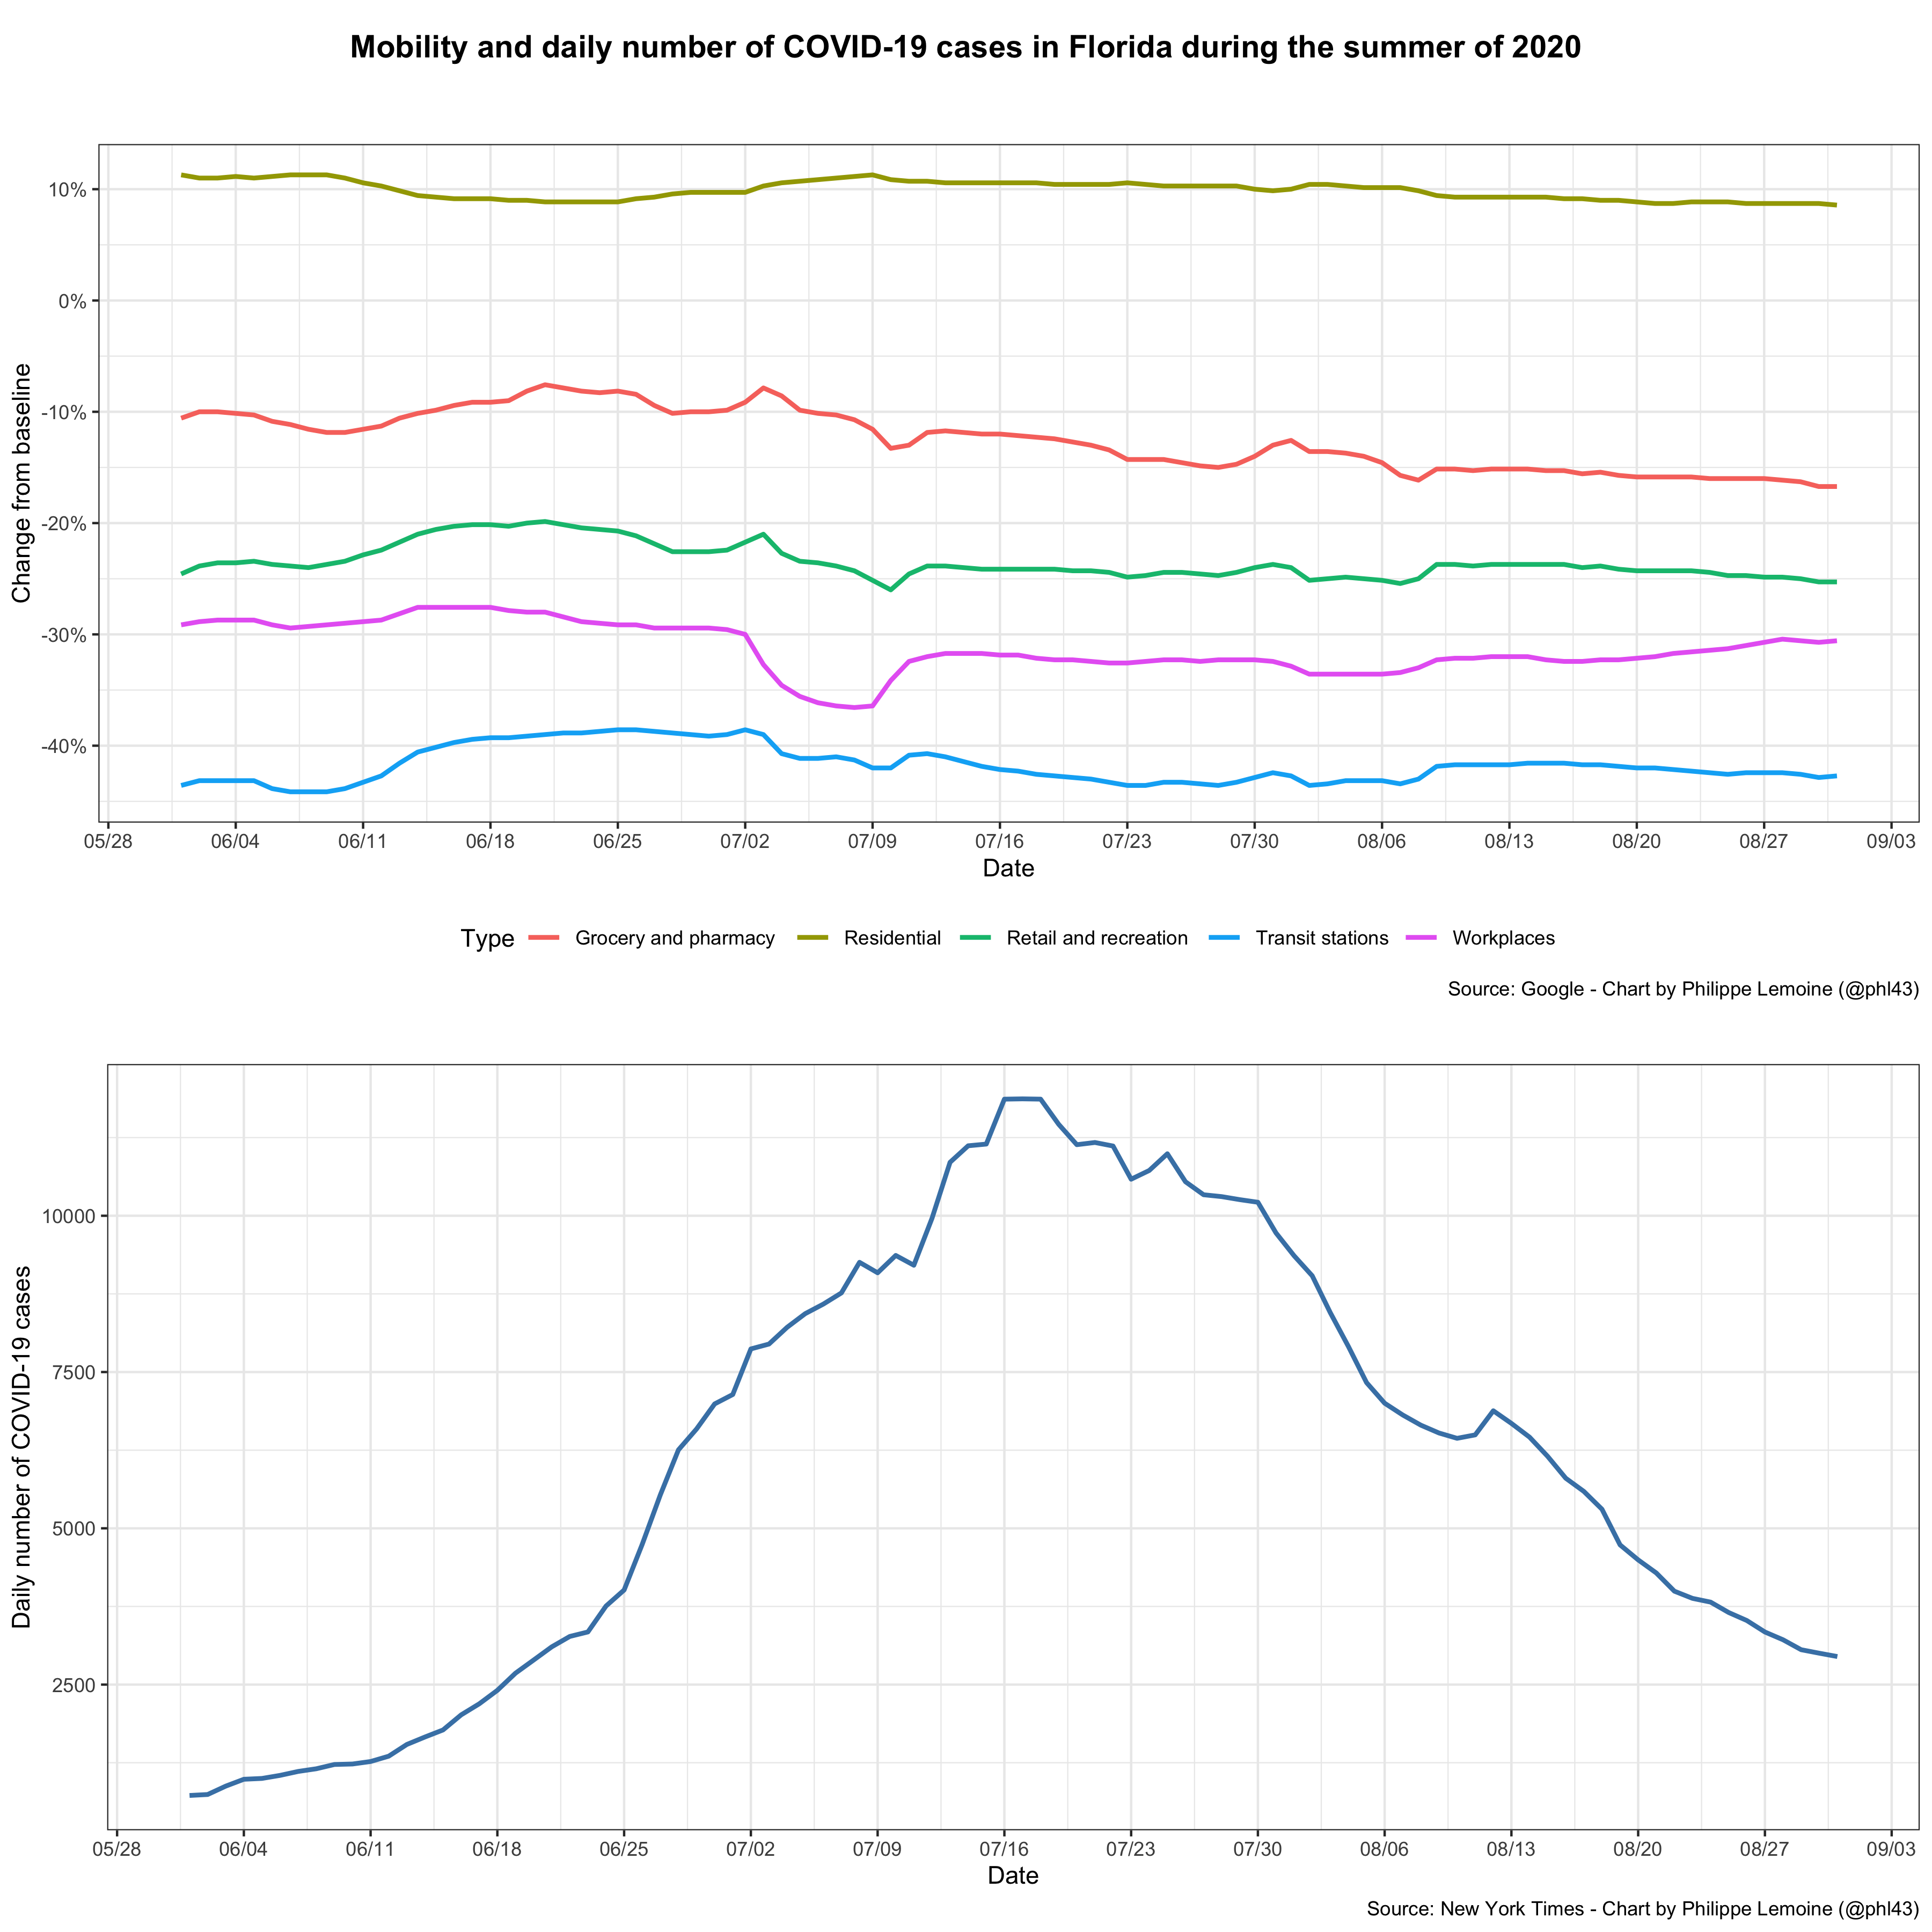 Mobility and daily number of COVID-19 cases in Florida during the summer of 2020
Change from baseline
10%
0%
-10%
-20%
-30%
-40%
05/28 06/04 06/11 06/18 06/25 07/02 07/09 07/16 07/23 07/30 08/06 08/13 08/20 08/27 09/03
Date
Type Grocery and pharmacy Residential Retail and recreation Transit stations Workplaces
Source: Google - Chart by Philippe Lemoine (@phl43)
Daily number of COVID-19 cases
10000
7500
5000
2500
05/28 06/04 06/11 06/18 06/25 07/02 07/09 07/16 07/23 07/30 08/06 08/13 08/20 08/27 09/03
Date
Source: New York Times - Chart by Philippe Lemoine (@phl43)